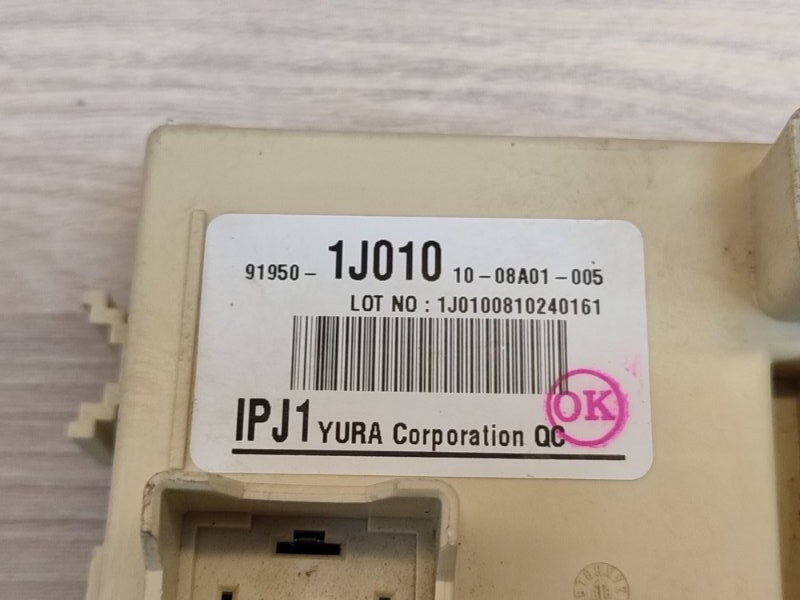 91950- 1J010 10-08A01-005
LOT NO : 1J0100810240161
OK
IPJ1 YURA Corporation QC